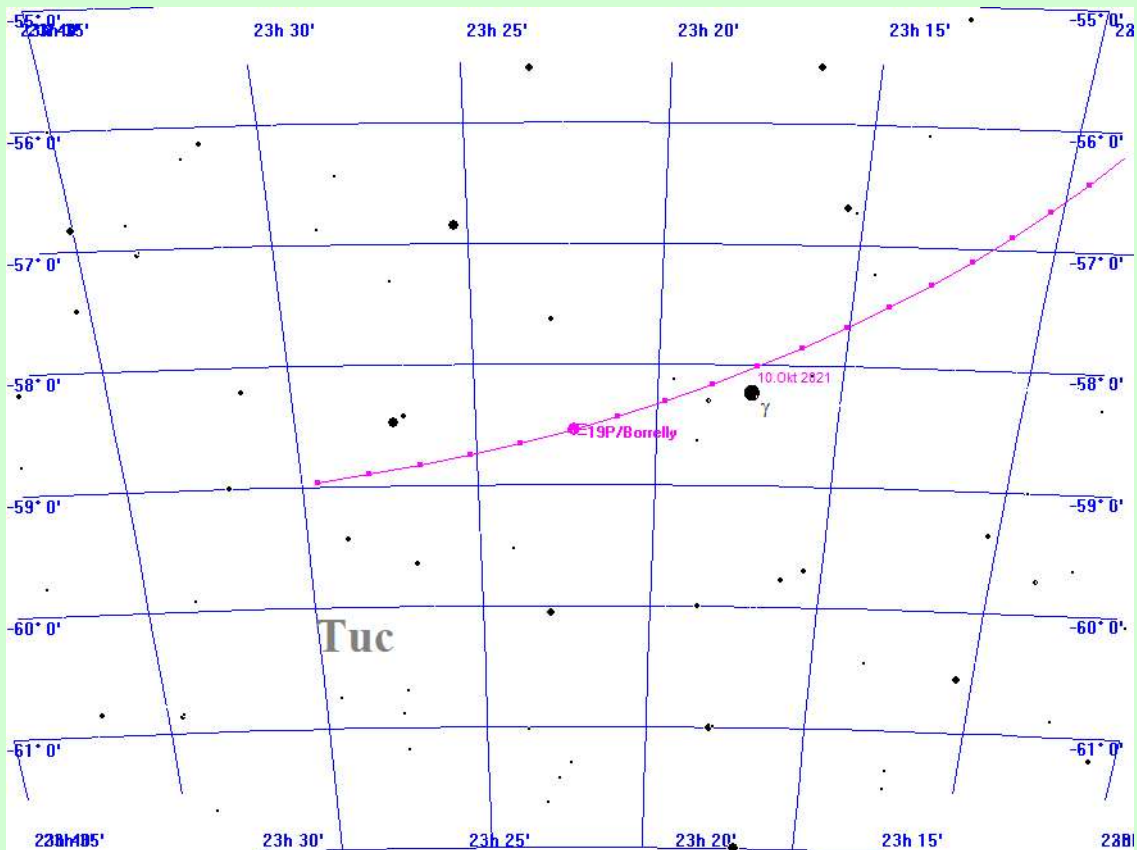 -55° 0'
23h 30'
23h 25'
23h 20'
23h 15'
-55° 0'
-56° 0'
-56° 0'
-57° 0'
-57° 0'
-58° 0'
10.Okt 2021
-58° 0'
γ
19P/Borrelly
-59° 0'
-59° 0'
-60° 0'
Tuc
-60° 0'
-61° 0'
-61° 0'
23h 30'
23h 25'
23h 20'
23h 15'